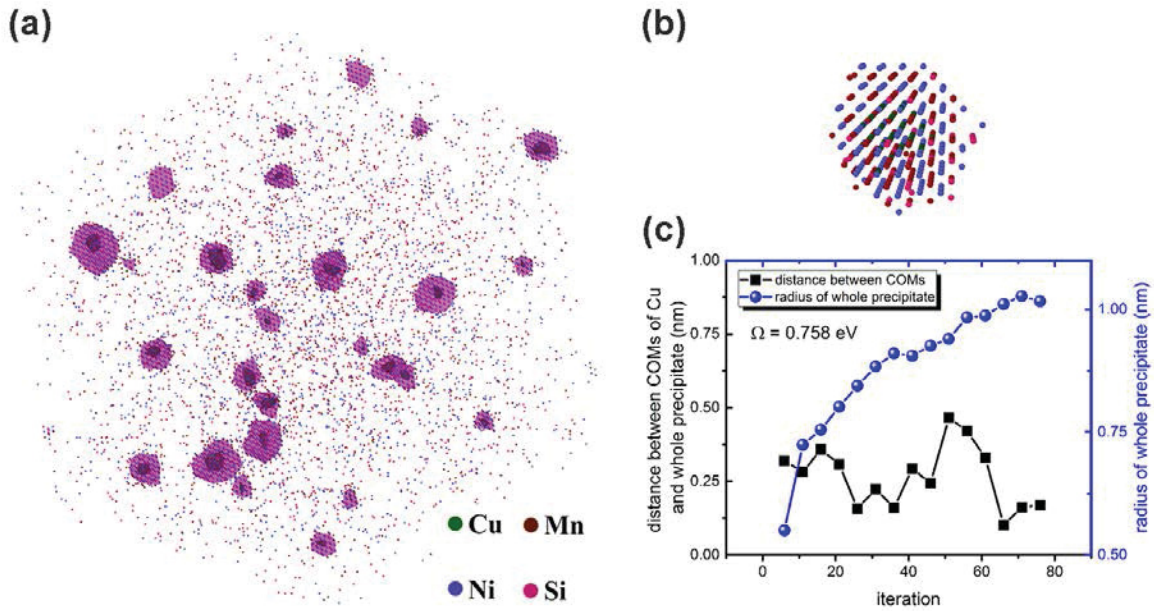 (a)
Cu Mn
Ni Si
(b)
(c)
distance between COMs
radius of whole precipitate
Ω = 0.758 eV
distance between COMs of Cu
and whole precipitate (nm)
1.00
0.75
0.50
0.25
0.00
radius of whole precipitate (nm)
1.00
0.75
0.50
0 20 40 60 80
iteration